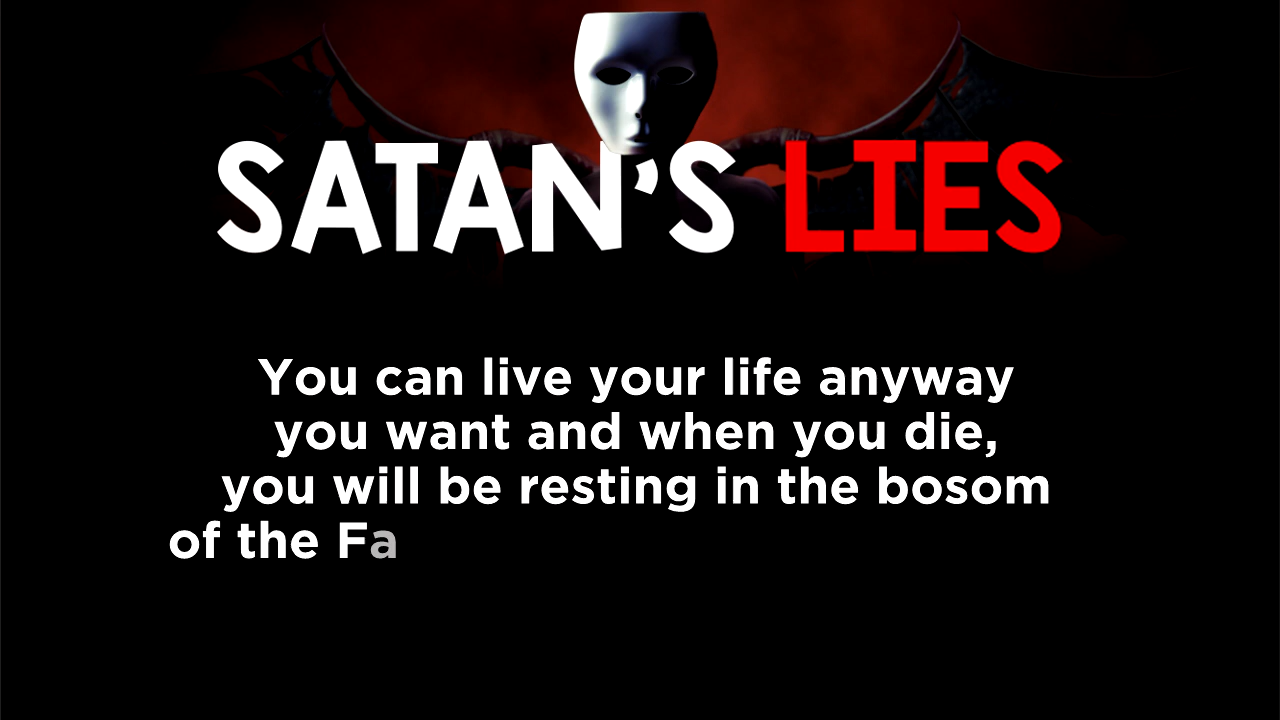 SATAN'S LIES
You can live your life anyway
you want and when you die,
you will be resting in the bosom
of the Fa